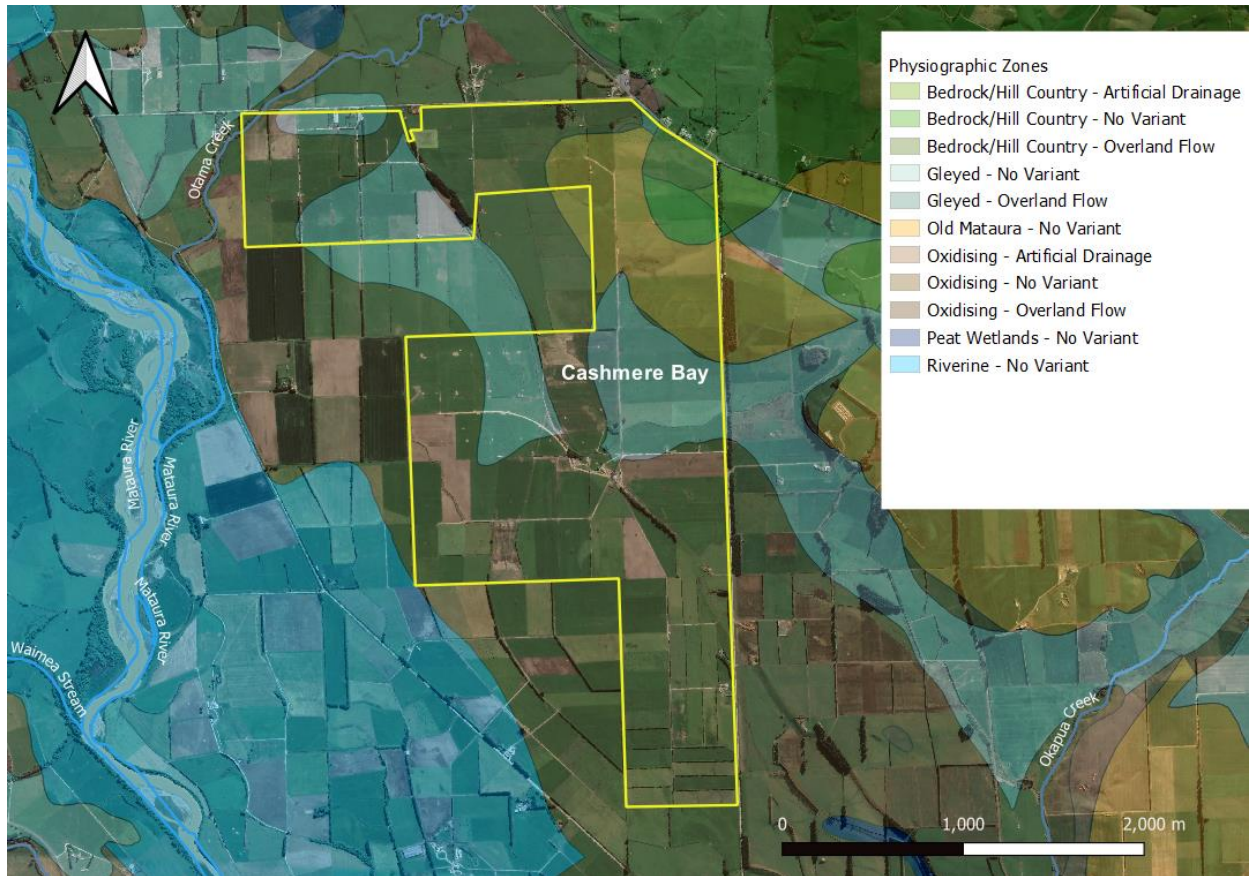 Physiographic Zones
Bedrock/Hill Country - Artificial Drainage
Bedrock/Hill Country - No Variant
Bedrock/Hill Country - Overland Flow
Gleyed - No Variant
Gleyed - Overland Flow
Old Mataura - No Variant
Oxidising - Artificial Drainage
Oxidising - No Variant
Oxidising - Overland Flow
Peat Wetlands - No Variant
Riverine - No Variant
Otama Creek
Cashmere Bay
Mataura River
Mataura River
Mataura River
Waimea Stream
Okapua Creek
0 1,000 2,000 m